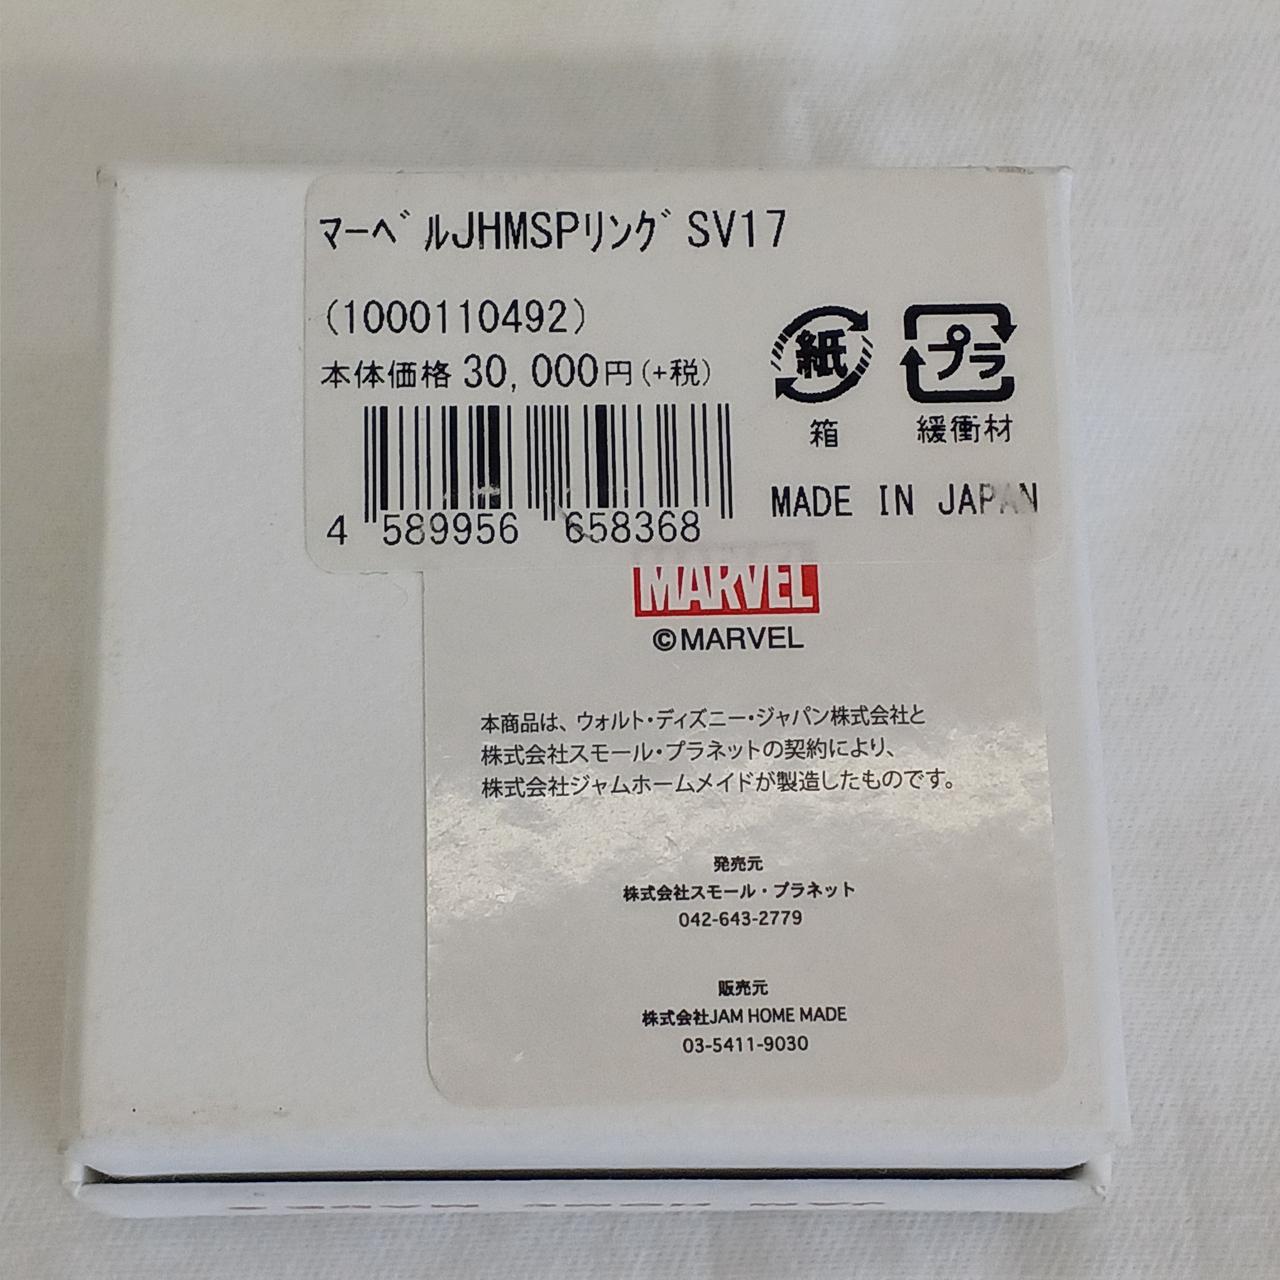 マーベルJHMSPリングSV17
(1000110492)
本体価格 30,000円(+税)
紙
箱
プラ
緩衝材
4 589956 658368
MADE IN JAPAN
MARVEL
©MARVEL
本商品は、ウォルト・ディズニー・ジャパン株式会社と
株式会社スモール・プラネットの契約により、
株式会社ジャムホームメイドが製造したものです。
発売元
株式会社スモール・プラネット
042-643-2779
販売元
株式会社JAM HOME MADE
03-5411-9030